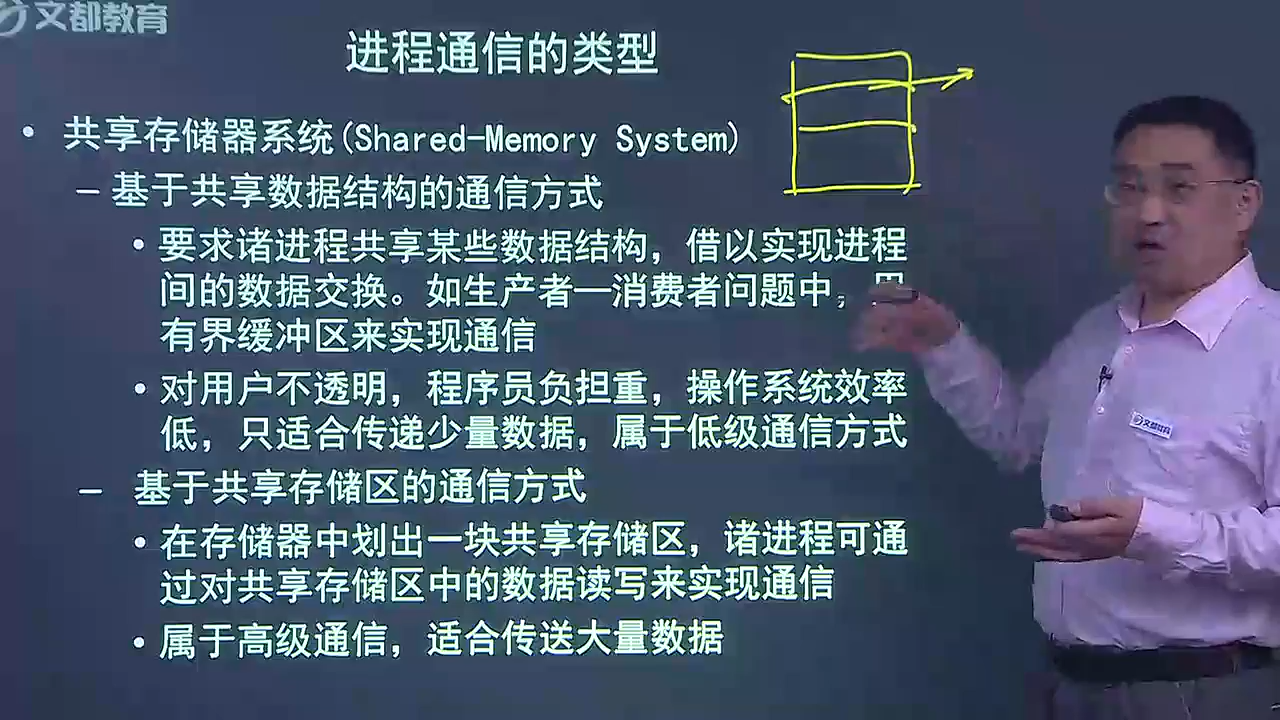 文都教育
进程通信的类型
• 共享存储器系统(Shared-Memory System)
– 基于共享数据结构的通信方式
• 要求诸进程共享某些数据结构，借以实现进程
间的数据交换。如生产者—消费者问题中，
有界缓冲区来实现通信
• 对用户不透明，程序员负担重，操作系统效率
低，只适合传递少量数据，属于低级通信方式
– 基于共享存储区的通信方式
• 在存储器中划出一块共享存储区，诸进程可通
过对共享存储区中的数据读写来实现通信
• 属于高级通信，适合传送大量数据
文都教育